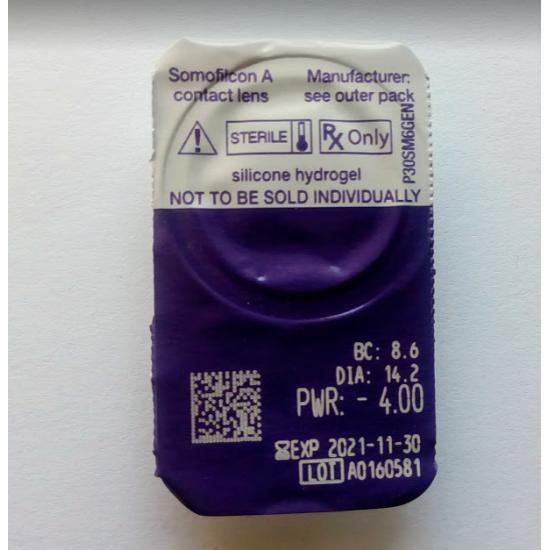 Somofilcon A Manufacturer:
contact lens see outer pack
STERILE Rx Only
P30SM6GEN
silicone hydrogel
NOT TO BE SOLD INDIVIDUALLY
BC: 8.6
DIA: 14.2
PWR: - 4.00
EXP 2021-11-30
LOT A0160581